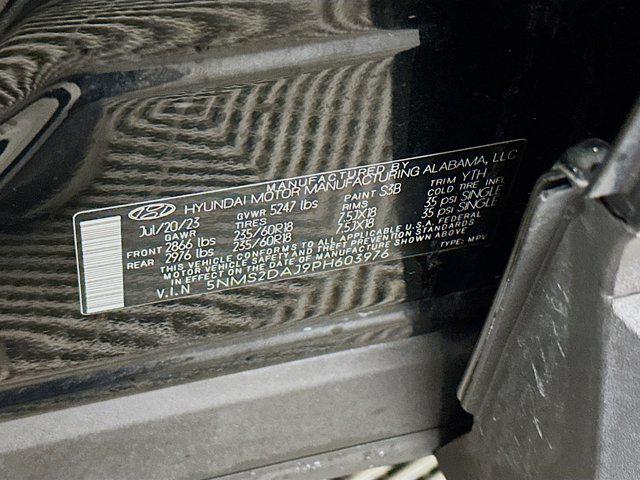 MANUFACTURED BY
HYUNDAI MOTOR MANUFACTURING ALABAMA, LLC
Jul/20/23 GVWR 5247 lbs PAINT S3B TRIM YTH
GAWR TIRES RIMS COLD TIRE INFL
FRONT 2866 lbs 235/60R18 7.5JX18 35 PSI SINGLE
REAR 2976 lbs 235/60R18 7.5JX18 35 PSI SINGLE
THIS VEHICLE CONFORMS TO ALL APPLICABLE U.S.A. FEDERAL
MOTOR VEHICLE SAFETY AND THEFT PREVENTION STANDARDS
IN EFFECT ON THE DATE OF MANUFACTURE SHOWN ABOVE
V.I.N 5NMS2DAJ9PH603976 TYPE: MPV